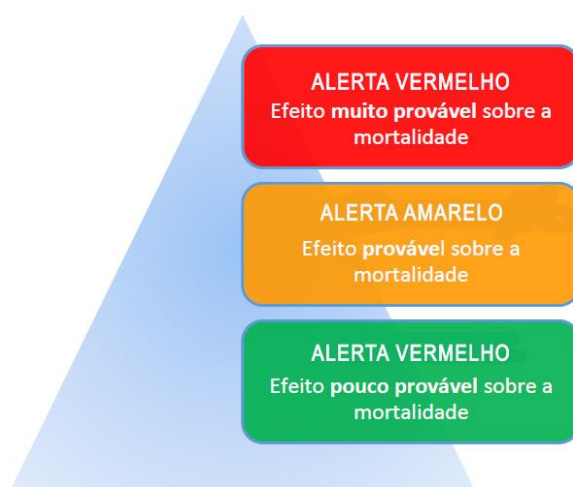 ALERTA VERMELHO
Efeito muito provável sobre a
mortalidade
ALERTA AMARELO
Efeito provável sobre a
mortalidade
ALERTA VERMELHO
Efeito pouco provável sobre a
mortalidade